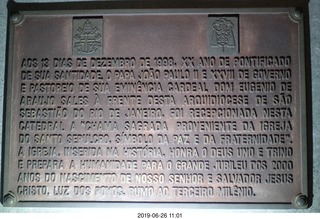 AOS 13 DIAS DE DEZEMBRO DE 1998, XX ANO DE PONTIFICADO
DE SUA SANTIDADE, O PAPA JOÃO PAULO II E XXVIII DE GOVERNO
E PASTOREIO DE SUA EMINÊNCIA CARDEAL DOM EUGENIO DE
ARAUJO SALES À FRENTE DESTA ARQUIDIOCESE DE SÃO
SEBASTIÃO DO RIO DE JANEIRO, FOI RECEPCIONADA NESTA
CATEDRAL A "CHAMA SAGRADA" PROVENIENTE DA IGREJA
DO SANTO SEPULCRO, SÍMBOLO DA PAZ E DA FRATERNIDADE.
A IGREJA, INSERIDA NA HISTÓRIA, HONRA O DEUS UNO E TRINO
E PREPARA A HUMANIDADE PARA O GRANDE JUBILEU DOS 2000
ANOS DO NASCIMENTO DE NOSSO SENHOR E SALVADOR JESUS
CRISTO, LUZ DOS POVOS, RUMO AO TERCEIRO MILÊNIO.
2019-06-26 11:01